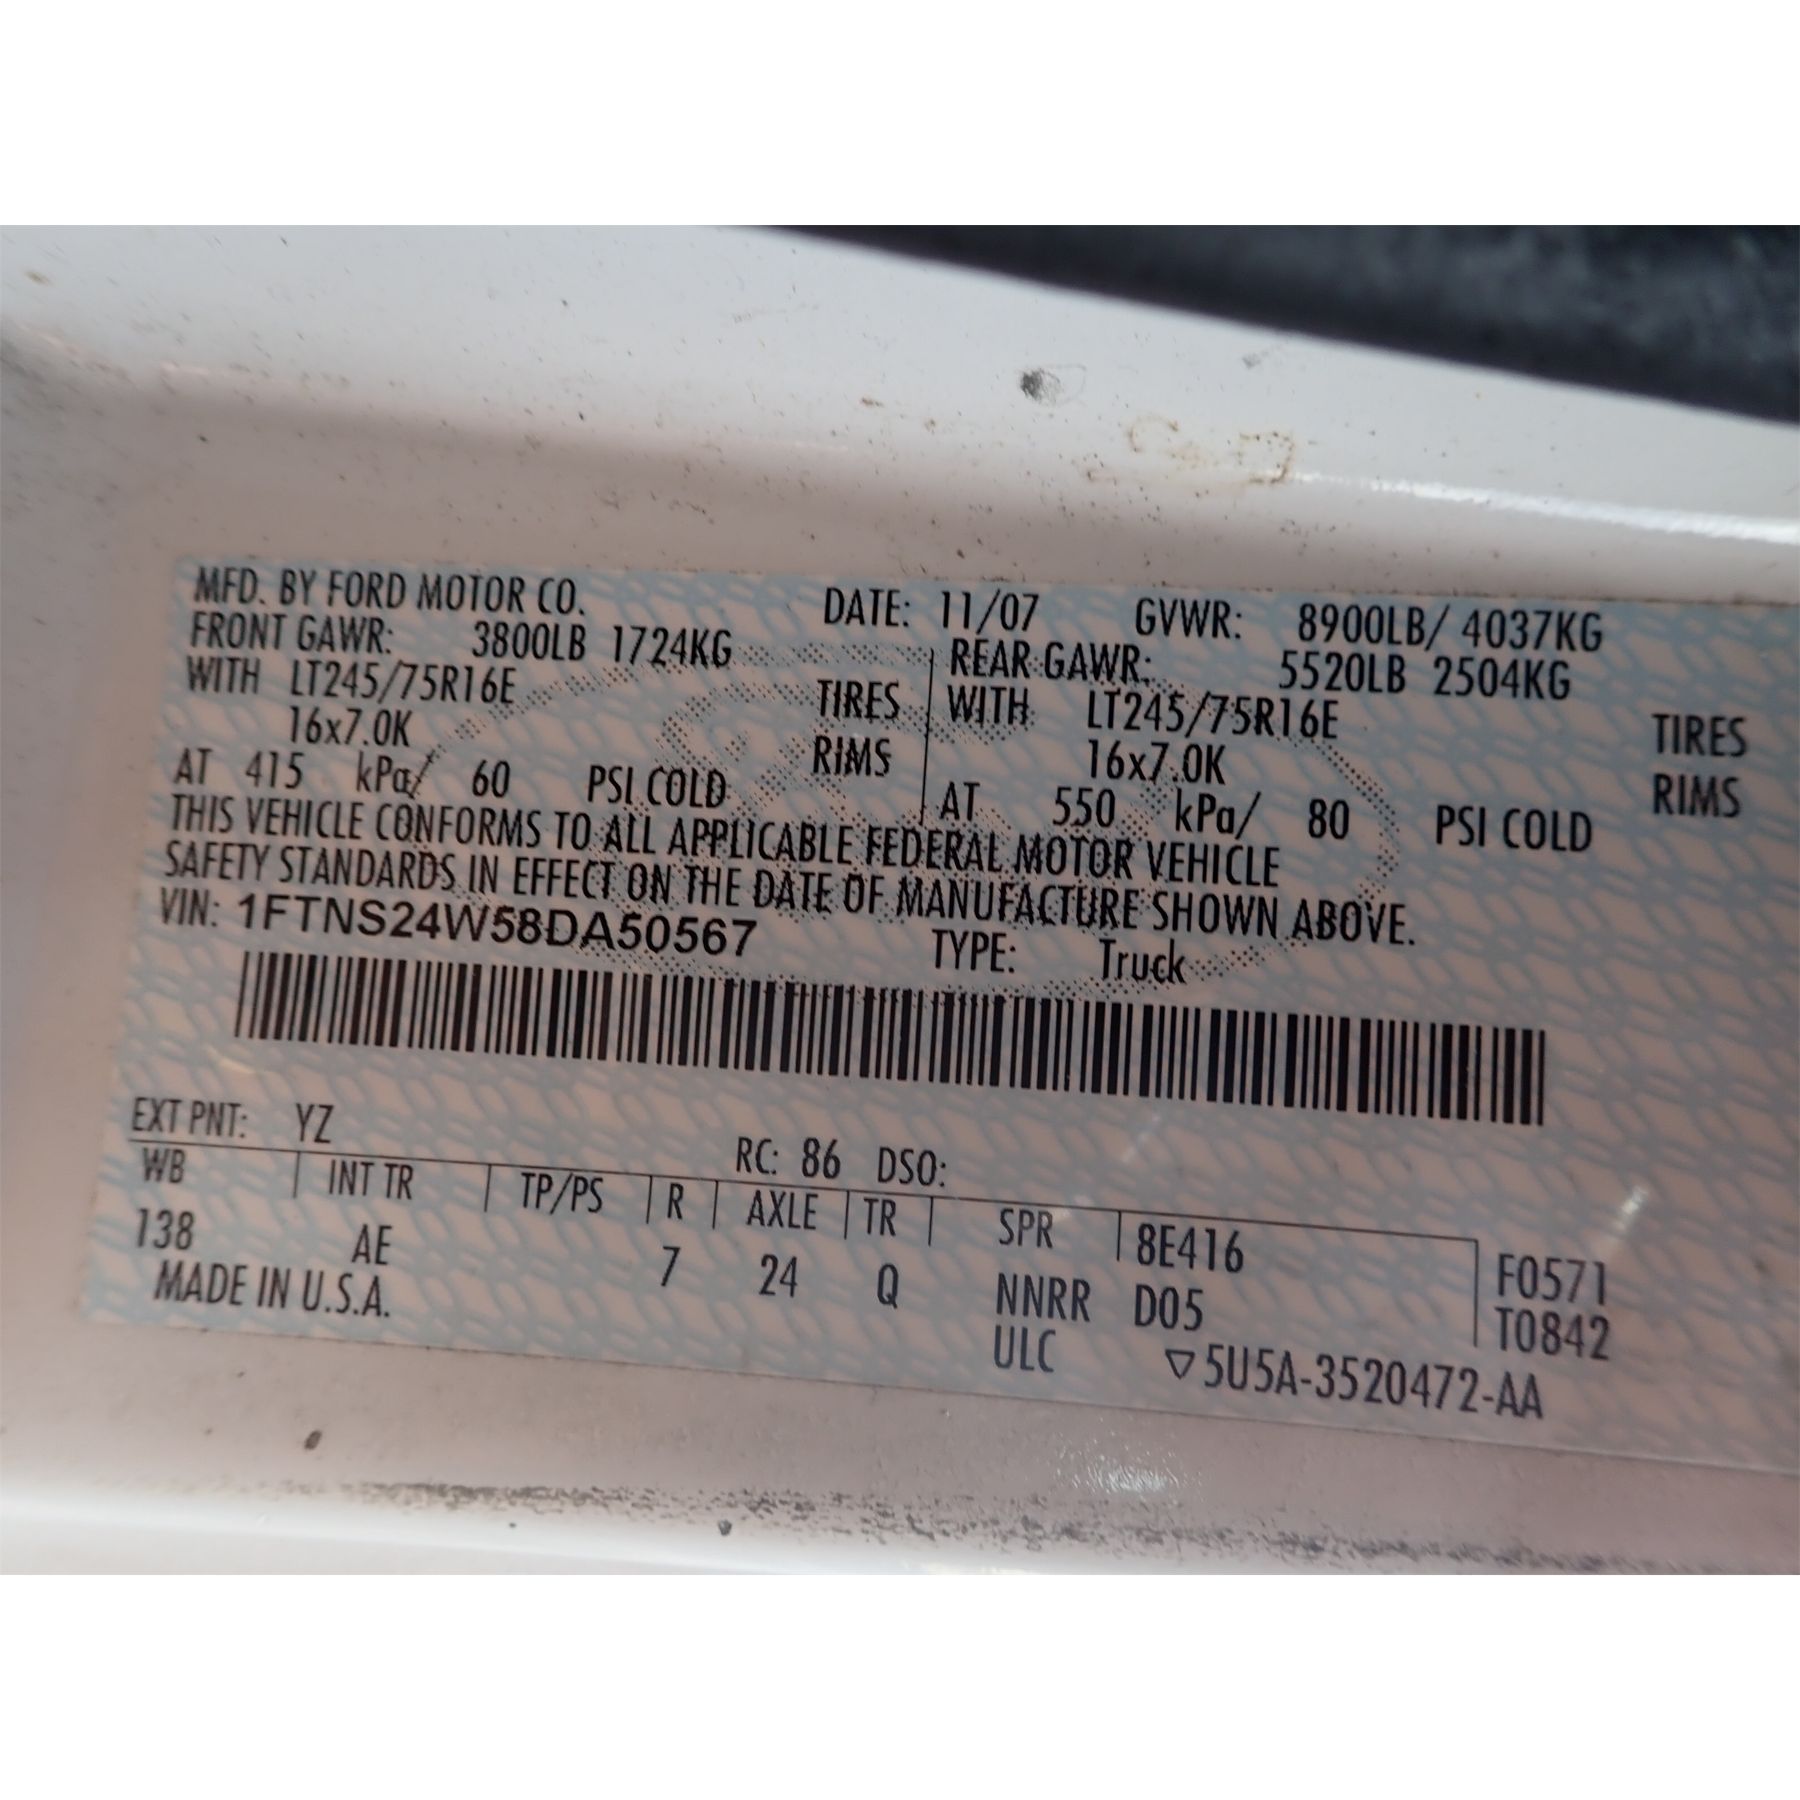 MFD. BY FORD MOTOR CO. DATE: 11/07 GVWR: 8900LB/ 4037KG
FRONT GAWR: 3800LB 1724KG REAR GAWR: 5520LB 2504KG
WITH LT245/75R16E TIRES WITH LT245/75R16E TIRES
16x7.0K RIMS 16x7.0K RIMS
AT 415 kPa/ 60 PSI COLD AT 550 kPa/ 80 PSI COLD
THIS VEHICLE CONFORMS TO ALL APPLICABLE FEDERAL MOTOR VEHICLE
SAFETY STANDARDS IN EFFECT ON THE DATE OF MANUFACTURE SHOWN ABOVE.
VIN: 1FTNS24W58DA50567 TYPE: Truck
EXT PNT: YZ RC: 86 DSO:
WB INT TR TP/PS R AXLE TR SPR 8E416 F0571
138 AE 7 24 Q NNRR D05 T0842
MADE IN U.S.A. ULC ▽5U5A-3520472-AA